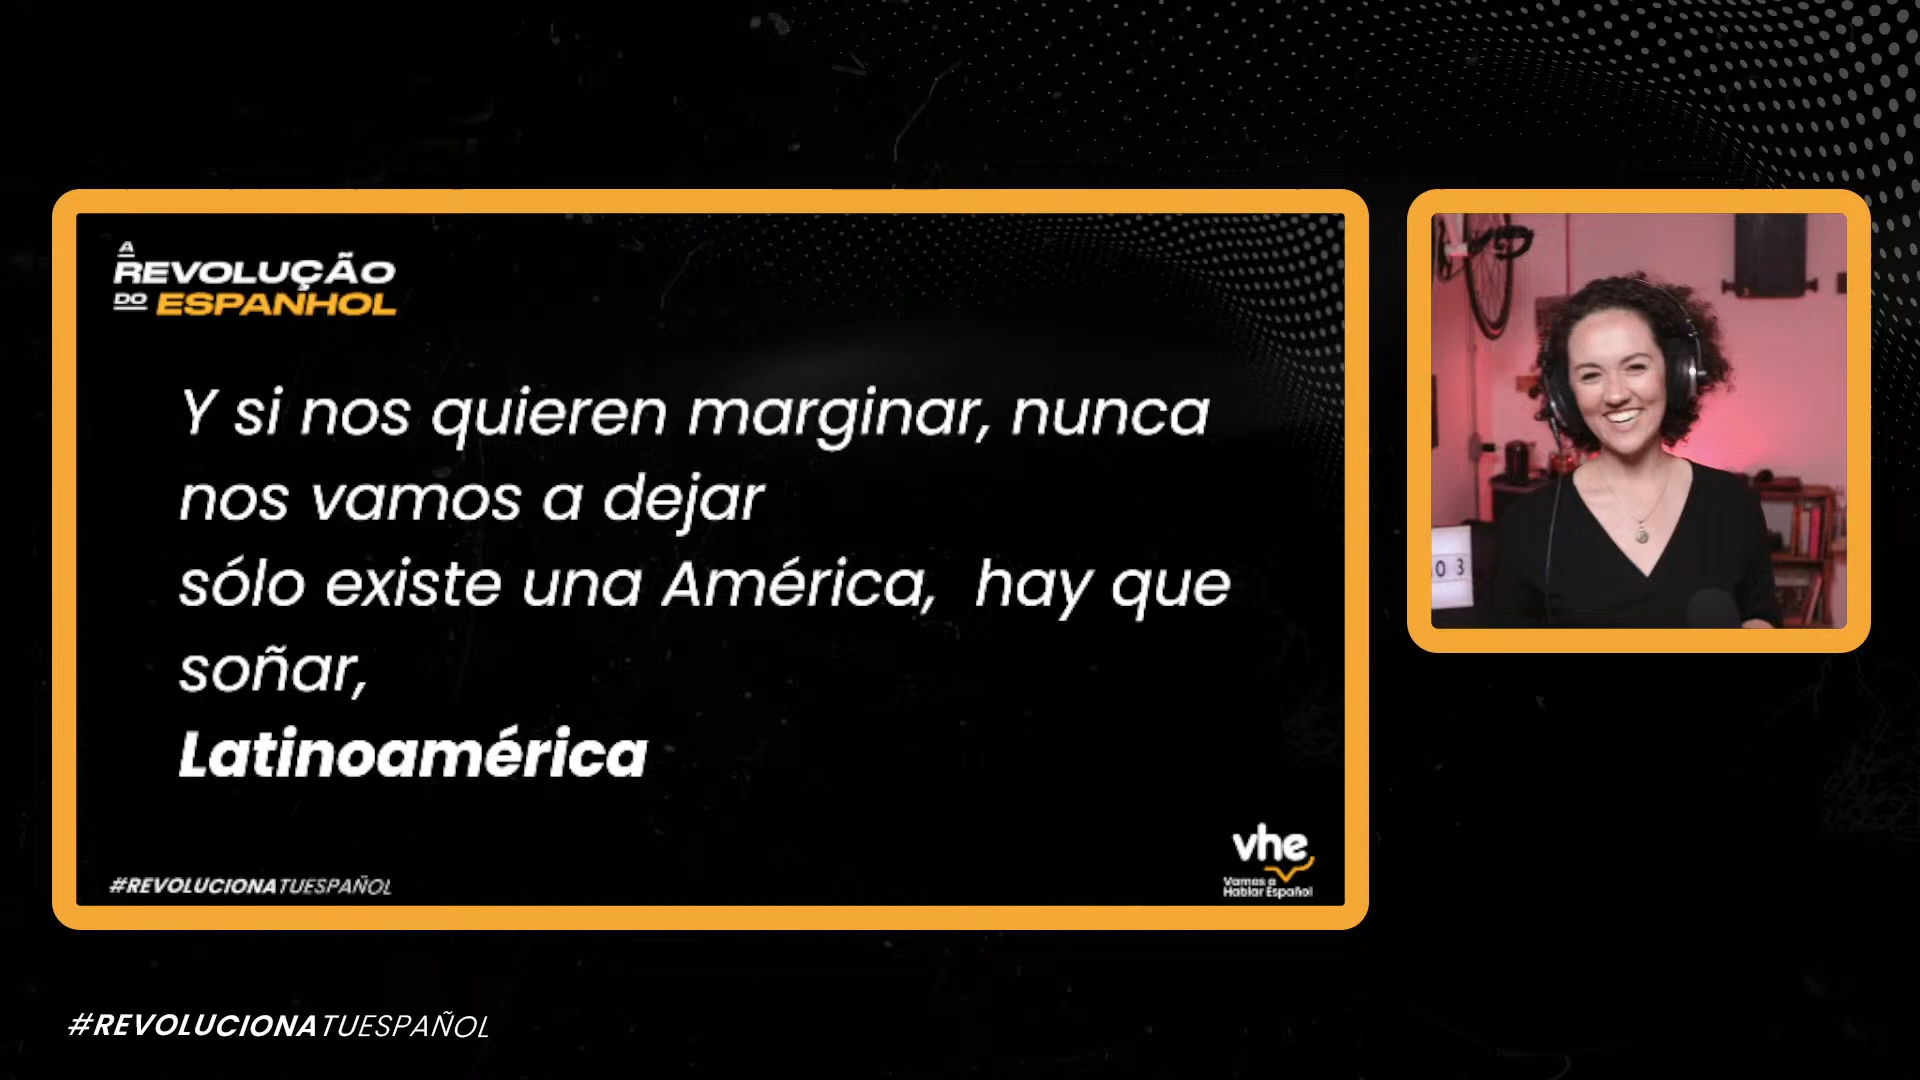 A
REVOLUÇÃO
DO ESPANHOL
Y si nos quieren marginar, nunca
nos vamos a dejar
sólo existe una América,  hay que
soñar,
Latinoamérica
#REVOLUCIONATUESPAÑOL
vhe
Vamos a
Hablar Español
03
#REVOLUCIONATUESPAÑOL